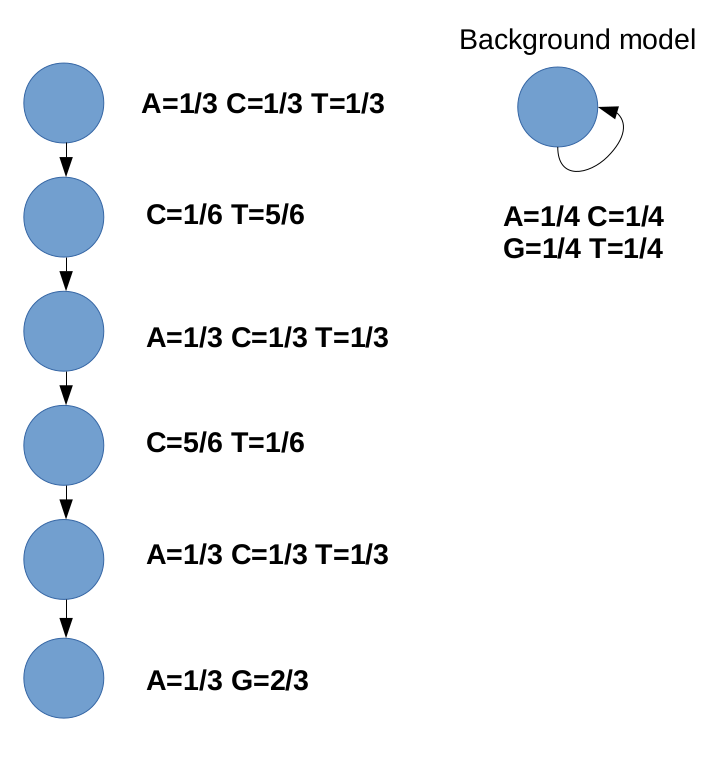 Background model
A=1/3 C=1/3 T=1/3
C=1/6 T=5/6
A=1/4 C=1/4
G=1/4 T=1/4
A=1/3 C=1/3 T=1/3
C=5/6 T=1/6
A=1/3 C=1/3 T=1/3
A=1/3 G=2/3